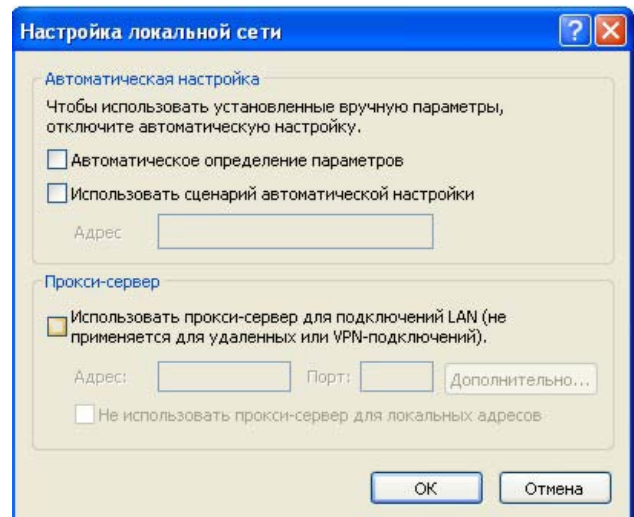 Настройка локальной сети
Автоматическая настройка
Чтобы использовать установленные вручную параметры,
отключите автоматическую настройку.
Автоматическое определение параметров
Использовать сценарий автоматической настройки
Адрес
Прокси-сервер
Использовать прокси-сервер для подключений LAN (не
применяется для удаленных или VPN-подключений).
Адрес: Порт: Дополнительно...
Не использовать прокси-сервер для локальных адресов
ОК Отмена